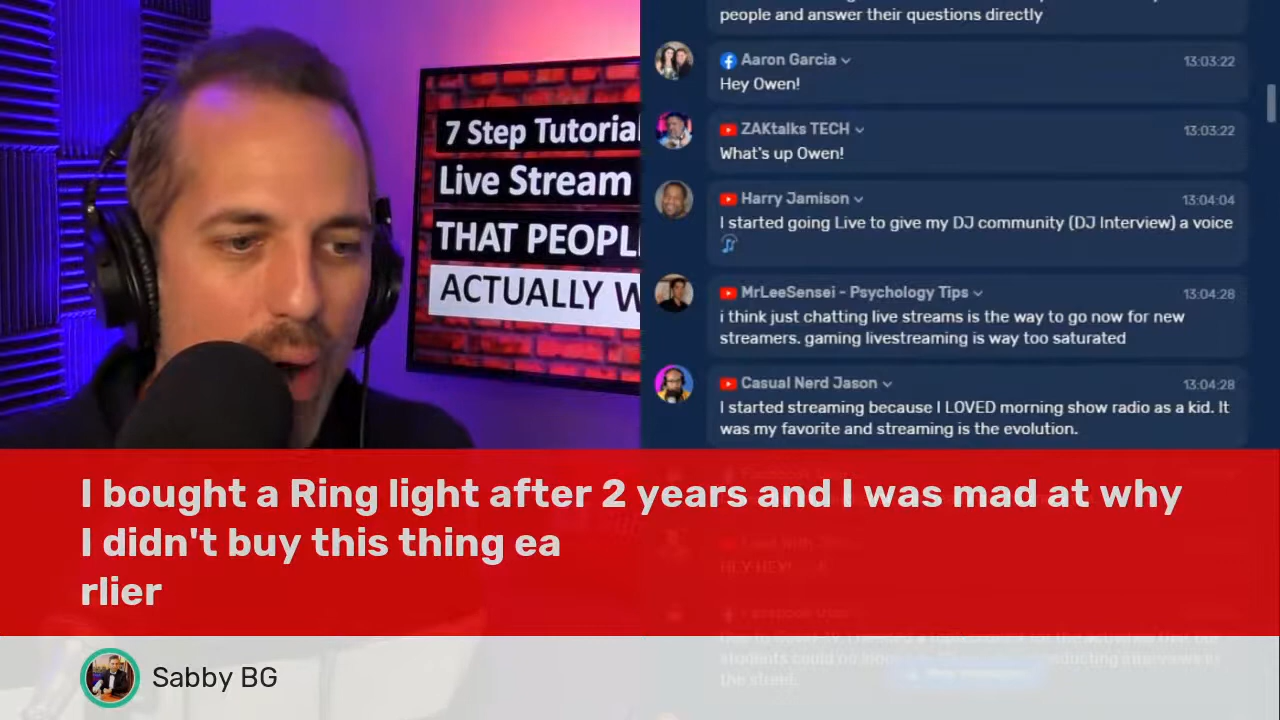 people and answer their questions directly
Aaron Garcia
13:03:22
Hey Owen!
ZAKtalks TECH
13:03:22
What's up Owen!
Harry Jamison
13:04:04
I started going Live to give my DJ community (DJ Interview) a voice
MrLeeSensei - Psychology Tips
13:04:28
i think just chatting live streams is the way to go now for new
streamers. gaming livestreaming is way too saturated
Casual Nerd Jason
13:04:28
I started streaming because I LOVED morning show radio as a kid. It
was my favorite and streaming is the evolution.
7 Step Tutorial
Live Stream
THAT PEOPL
ACTUALLY W
I bought a Ring light after 2 years and I was mad at why
I didn't buy this thing ea
rlier
HEY HEY!
the street.
Sabby BG